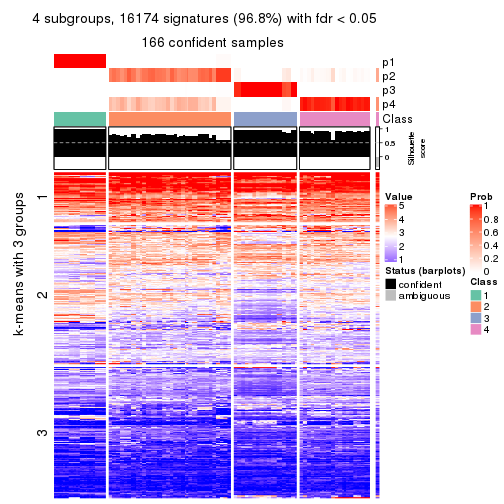 4 subgroups, 16174 signatures (96.8%) with fdr < 0.05
166 confident samples
p1
p2
p3
p4
Class
1
0.5
0
Silhouette
score
k-means with 3 groups
1
2
3
Value
5
4
3
2
1
Status (barplots)
confident
ambiguous
Prob
1
0.8
0.6
0.4
0.2
0
Class
1
2
3
4